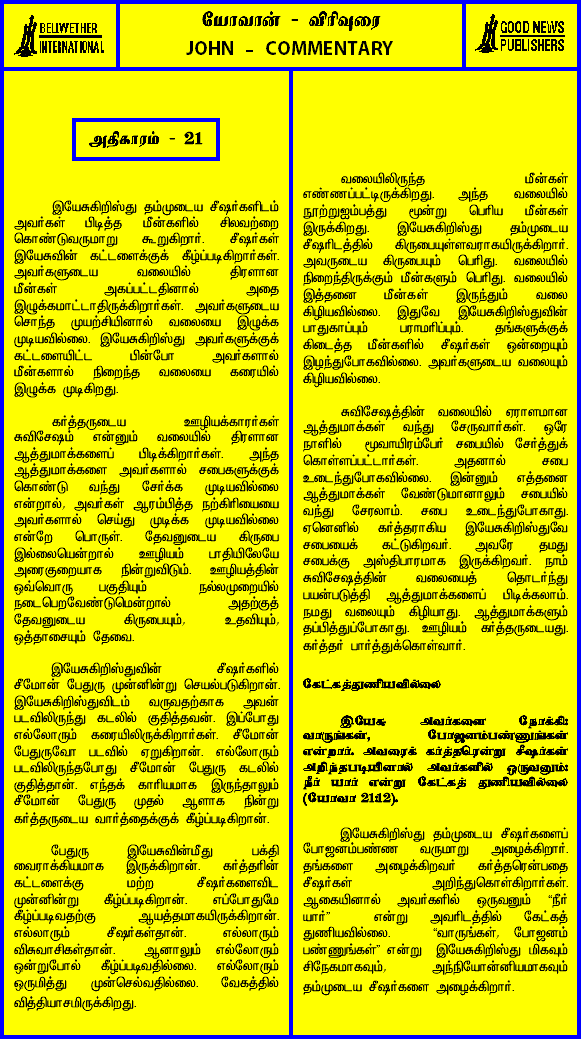 BELWETHER
INTERNATIONAL
யோவான் - விரிவுரை
JOHN - COMMENTARY
GOOD NEWS
PUBLISHERS
அதிகாரம் - 21
இயேசுகிறிஸ்து தம்முடைய சீஷர்களிடம்
அவர்கள் பிடித்த மீன்களில் சிலவற்றை
கொண்டுவருமாறு கூறுகிறார். சீஷர்கள்
இயேசுவின் கட்டளைக்குக் கீழ்ப்படிகிறார்கள்.
அவர்களுடைய வலையில் திரளான
மீன்கள் அகப்பட்டதினால் அதை
இழுக்கமாட்டாதிருக்கிறார்கள். அவர்களுடைய
சொந்த முயற்சியினால் வலையை இழுக்க
முடியவில்லை. இயேசுகிறிஸ்து அவர்களுக்குக்
கட்டளையிட்ட பின்போ அவர்களால்
மீன்களால் நிறைந்த வலையை கரையில்
இழுக்க முடிகிறது.
கர்த்தருடைய ஊழியக்காரர்கள்
சுவிசேஷம் என்னும் வலையில் திரளான
ஆத்துமாக்களைப் பிடிக்கிறார்கள். அந்த
ஆத்துமாக்களை அவர்களால் சபைகளுக்குக்
கொண்டு வந்து சேர்க்க முடியவில்லை
என்றால், அவர்கள் ஆரம்பித்த நற்கிரியையை
அவர்களால் செய்து முடிக்க முடியவில்லை
என்றே பொருள். தேவனுடைய கிருபை
இல்லையென்றால் ஊழியம் பாதியிலேயே
அரைகுறையாக நின்றுவிடும். ஊழியத்தின்
ஒவ்வொரு பகுதியும் நல்லமுறையில்
நடைபெறவேண்டுமென்றால் அதற்குத்
தேவனுடைய கிருபையும், உதவியும்,
ஒத்தாசையும் தேவை.
இயேசுகிறிஸ்துவின் சீஷர்களில்
சீமோன் பேதுரு முன்னின்று செயல்படுகிறான்.
இயேசுகிறிஸ்துவிடம் வருவதற்காக அவன்
படவிலிருந்து கடலில் குதித்தவன். இப்போது
எல்லோரும் கரையிலிருக்கிறார்கள். சீமோன்
பேதுருவோ படவில் ஏறுகிறான். எல்லோரும்
படவிலிருந்தபோது சீமோன் பேதுரு கடலில்
குதித்தான். எந்தக் காரியமாக இருந்தாலும்
சீமோன் பேதுரு முதல் ஆளாக நின்று
கர்த்தருடைய வார்த்தைக்குக் கீழ்ப்படிகிறான்.
பேதுரு இயேசுவின்மீது பக்தி
வைராக்கியமாக இருக்கிறான். கர்த்தரின்
கட்டளைக்கு மற்ற சீஷர்களைவிட
முன்னின்று கீழ்ப்படிகிறான். எப்போதுமே
கீழ்ப்படிவதற்கு ஆயத்தமாகயிருக்கிறான்.
எல்லாரும் சீஷர்கள்தான். எல்லாரும்
விசுவாசிகள்தான். ஆனாலும் எல்லோரும்
ஒன்றுபோல் கீழ்ப்படிவதில்லை. எல்லோரும்
ஒருமித்து முன்செல்வதில்லை. வேகத்தில்
வித்தியாசமிருக்கிறது.
வலையிலிருந்த மீன்கள்
எண்ணப்பட்டிருக்கிறது. அந்த வலையில்
நூற்றுஐம்பத்து மூன்று பெரிய மீன்கள்
இருக்கிறது. இயேசுகிறிஸ்து தம்முடைய
சீஷரிடத்தில் கிருபையுள்ளவராகயிருக்கிறார்.
அவருடைய கிருபையும் பெரிது. வலையில்
நிறைந்திருக்கும் மீன்களும் பெரிது. வலையில்
இத்தனை மீன்கள் இருந்தும் வலை
கிழியவில்லை. இதுவே இயேசுகிறிஸ்துவின்
பாதுகாப்பும் பராமரிப்பும். தங்களுக்குக்
கிடைத்த மீன்களில் சீஷர்கள் ஒன்றையும்
இழந்துபோகவில்லை. அவர்களுடைய வலையும்
கிழியவில்லை.
சுவிசேஷத்தின் வலையில் ஏராளமான
ஆத்துமாக்கள் வந்து சேருவார்கள். ஒரே
நாளில் மூவாயிரம்பேர் சபையில் சேர்த்துக்
கொள்ளப்பட்டார்கள். அதனால் சபை
உடைந்துபோகவில்லை. இன்னும் எத்தனை
ஆத்துமாக்கள் வேண்டுமானாலும் சபையில்
வந்து சேரலாம். சபை உடைந்துபோகாது.
ஏனெனில் கர்த்தராகிய இயேசுகிறிஸ்துவே
சபையைக் கட்டுகிறவர். அவரே தமது
சபைக்கு அஸ்திபாரமாக இருக்கிறவர். நாம்
சுவிசேஷத்தின் வலையைத் தொடர்ந்து
பயன்படுத்தி ஆத்துமாக்களைப் பிடிக்கலாம்.
நமது வலையும் கிழியாது. ஆத்துமாக்களும்
தப்பித்துப்போகாது. ஊழியம் கர்த்தருடையது.
கர்த்தர் பார்த்துக்கொள்வார்.
கேட்கத்துணியவில்லை
இயேசு அவர்களை நோக்கி:
வாருங்கள், போஜனம்பண்ணுங்கள்
என்றார். அவரைக் கர்த்தரென்று சீஷர்கள்
அறிந்தபடியினால் அவர்களில் ஒருவனும்:
நீர் யார் என்று கேட்கத் துணியவில்லை
(யோவா 21:12).
இயேசுகிறிஸ்து தம்முடைய சீஷர்களைப்
போஜனம்பண்ண வருமாறு அழைக்கிறார்.
தங்களை அழைக்கிறவர் கர்த்தரென்பதை
சீஷர்கள் அறிந்துகொள்கிறார்கள்.
ஆகையினால் அவர்களில் ஒருவனும் “நீர்
யார்” என்று அவரிடத்தில் கேட்கத்
துணியவில்லை. “வாருங்கள், போஜனம்
பண்ணுங்கள்” என்று இயேசுகிறிஸ்து மிகவும்
சிநேகமாகவும், அந்நியோன்னியமாகவும்
தம்முடைய சீஷர்களை அழைக்கிறார்.